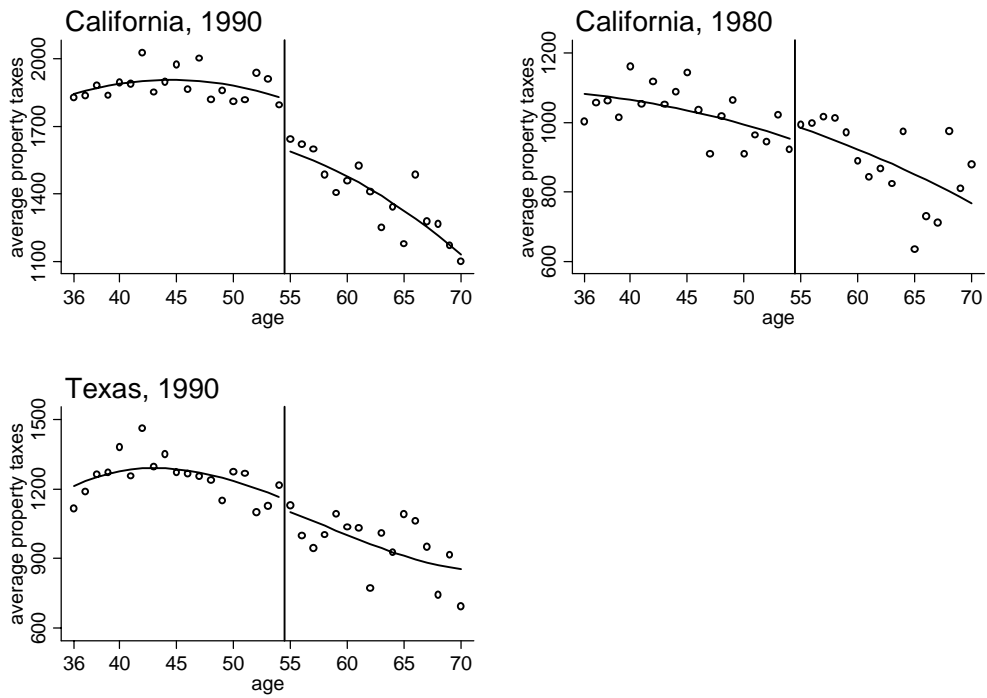 California, 1990
average property taxes
2000
1700
1400
1100
36 40 45 50 55 60 65 70
age
California, 1980
average property taxes
1200
1000
800
600
36 40 45 50 55 60 65 70
age
Texas, 1990
average property taxes
1500
1200
900
600
36 40 45 50 55 60 65 70
age